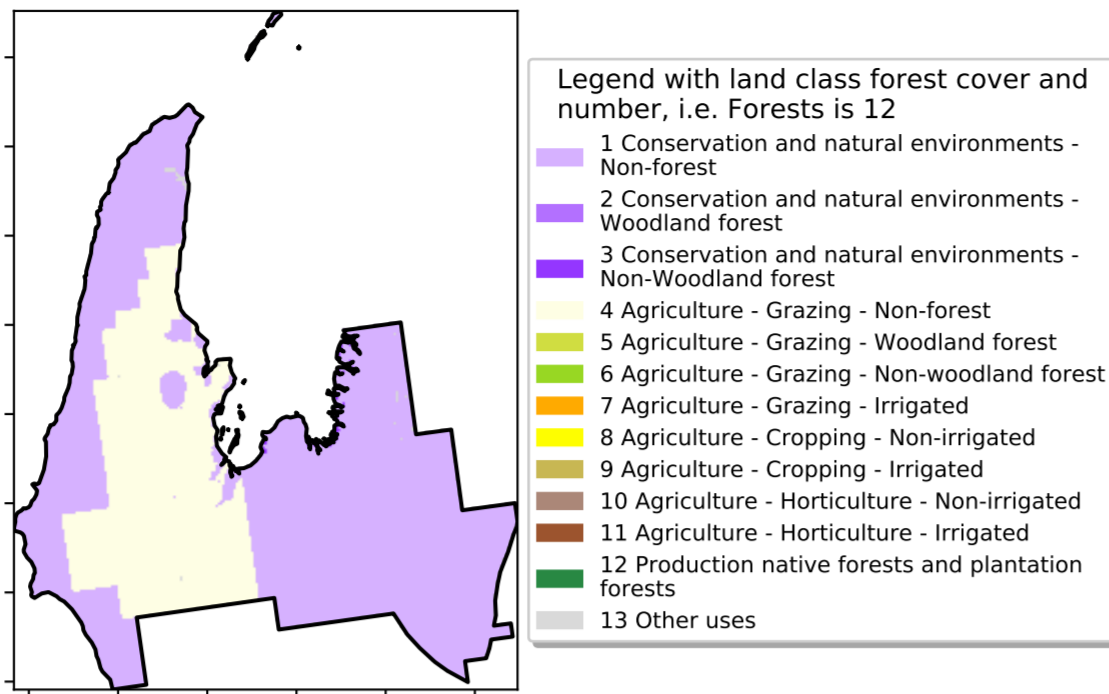 Legend with land class forest cover and
number, i.e. Forests is 12
1 Conservation and natural environments -
Non-forest
2 Conservation and natural environments -
Woodland forest
3 Conservation and natural environments -
Non-Woodland forest
4 Agriculture - Grazing - Non-forest
5 Agriculture - Grazing - Woodland forest
6 Agriculture - Grazing - Non-woodland forest
7 Agriculture - Grazing - Irrigated
8 Agriculture - Cropping - Non-irrigated
9 Agriculture - Cropping - Irrigated
10 Agriculture - Horticulture - Non-irrigated
11 Agriculture - Horticulture - Irrigated
12 Production native forests and plantation
forests
13 Other uses